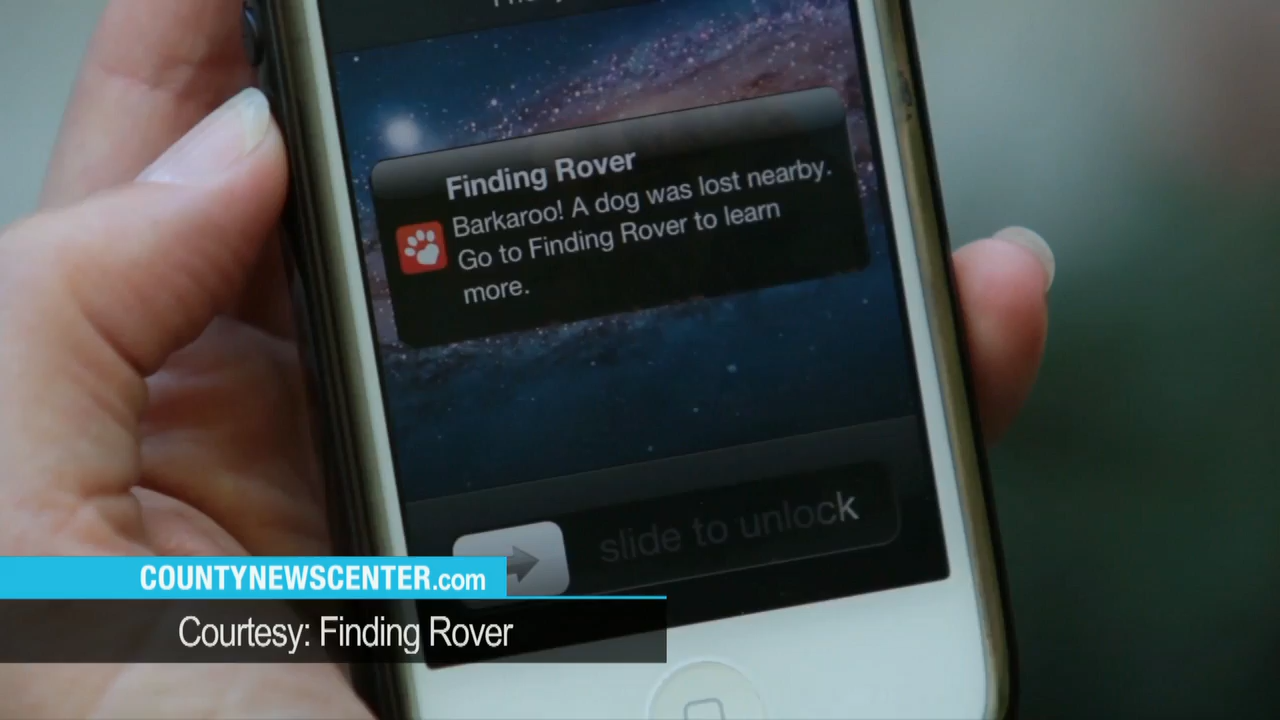 Finding Rover
Barkaroo! A dog was lost nearby.
Go to Finding Rover to learn
more.
slide to unlock
COUNTYNEWSCENTER.com
Courtesy: Finding Rover